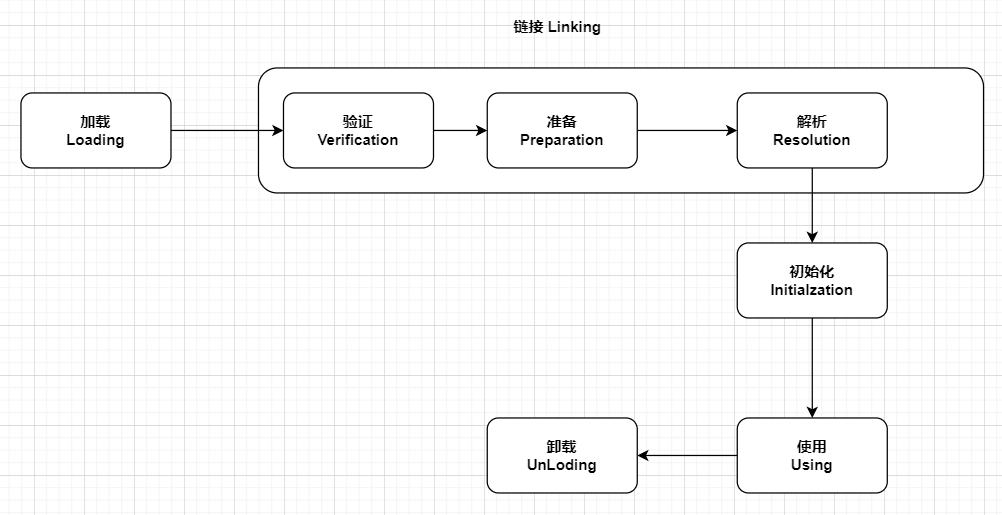 链接 Linking
加载
Loading
验证
Verification
准备
Preparation
解析
Resolution
初始化
Initialzation
使用
Using
卸载
UnLoding